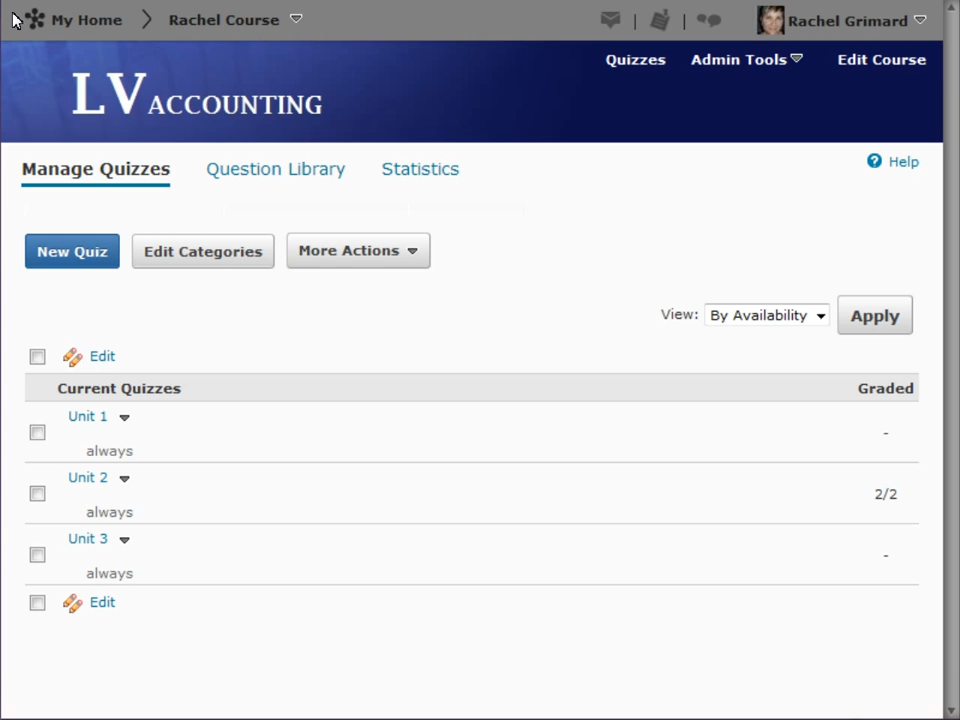 My Home Rachel Course Rachel Grimard
Quizzes Admin Tools Edit Course
LV ACCOUNTING
Manage Quizzes Question Library Statistics ? Help
New Quiz Edit Categories More Actions
View: By Availability Apply
Edit
Current Quizzes Graded
Unit 1
-
always
Unit 2
2/2
always
Unit 3
-
always
Edit